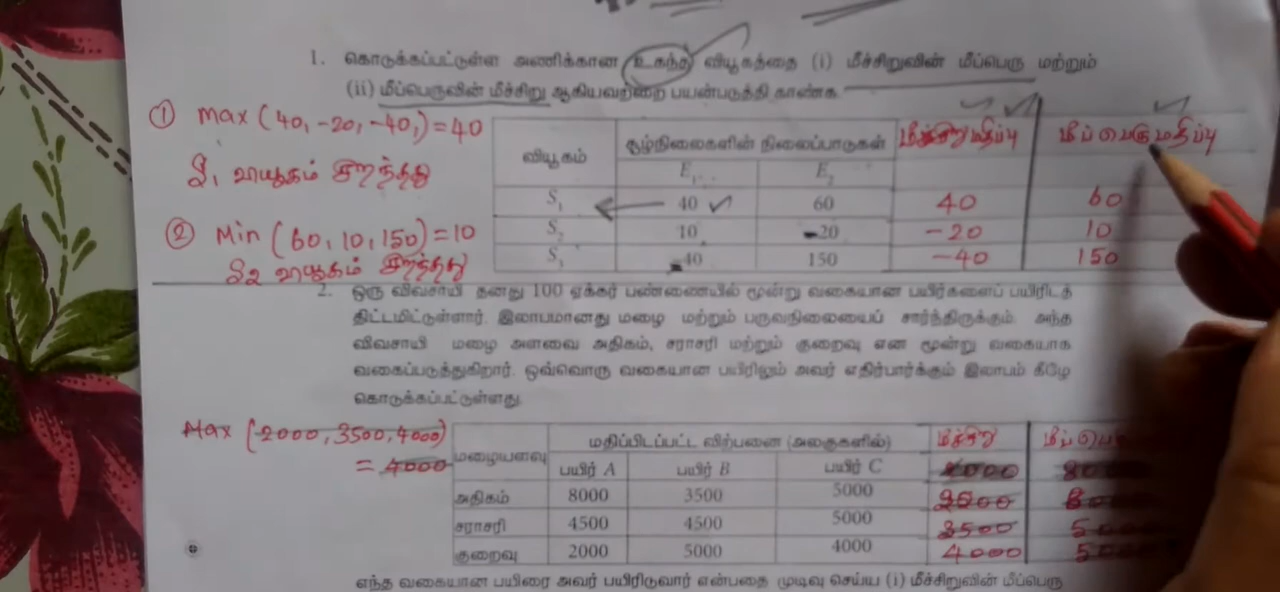 1. கொடுக்கப்பட்டுள்ள அணிக்கான உகந்த வியூகத்தை (i) மீச்சிறுவின் மீப்பெரு மற்றும்
(ii) மீப்பெருவின் மீச்சிறு ஆகியவற்றை பயன்படுத்தி காண்க.
① Max (40, -20, -40,) = 40
S₁ வியூகம் சிறந்தது
② Min (60, 10, 150) = 10
S₂ வியூகம் சிறந்தது
வியூகம் சூழ்நிலைகளின் நிலைப்பாடுகள் மீச்சிறு மதிப்பு மீப்பெரு மதிப்பு
E₁ E₂
S₁ 40 60 40 60
S₂ 10 -20 -20 10
S₃ -40 150 -40 150
2. ஒரு விவசாயி தனது 100 ஏக்கர் பண்ணையில் மூன்று வகையான பயிர்களைப் பயிரிடத்
திட்டமிட்டுள்ளார். இலாபமானது மழை மற்றும் பருவநிலையைப் சார்ந்திருக்கும். அந்த
விவசாயி மழை அளவை அதிகம், சராசரி மற்றும் குறைவு என மூன்று வகையாக
வகைப்படுத்துகிறார். ஒவ்வொரு வகையான பயிரிலும் அவர் எதிர்பார்க்கும் இலாபம் கீழே
கொடுக்கப்பட்டுள்ளது.
Max (-2000, 3500, 4000)
= 4000
மழையளவு மதிப்பிடப்பட்ட விற்பனை (அலகுகளில்) மீச்சிறு
பயிர் A பயிர் B பயிர் C
அதிகம் 8000 3500 5000
சராசரி 4500 4500 5000 3500
குறைவு 2000 5000 4000 4000
எந்த வகையான பயிரை அவர் பயிரிடுவார் என்பதை முடிவு செய்ய (i) மீச்சிறுவின் மீப்பெரு